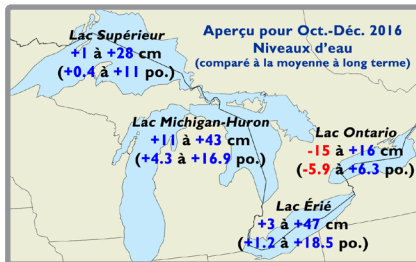 Aperçu pour Oct.-Déc. 2016
Niveaux d'eau
(comparé à la moyenne à long terme)
Lac Supérieur
+1 à +28 cm
(+0.4 à +11 po.)
Lac Michigan-Huron
+11 à +43 cm
(+4.3 à +16.9 po.)
Lac Ontario
-15 à +16 cm
(-5.9 à +6.3 po.)
Lac Érié
+3 à +47 cm
(+1.2 à +18.5 po.)